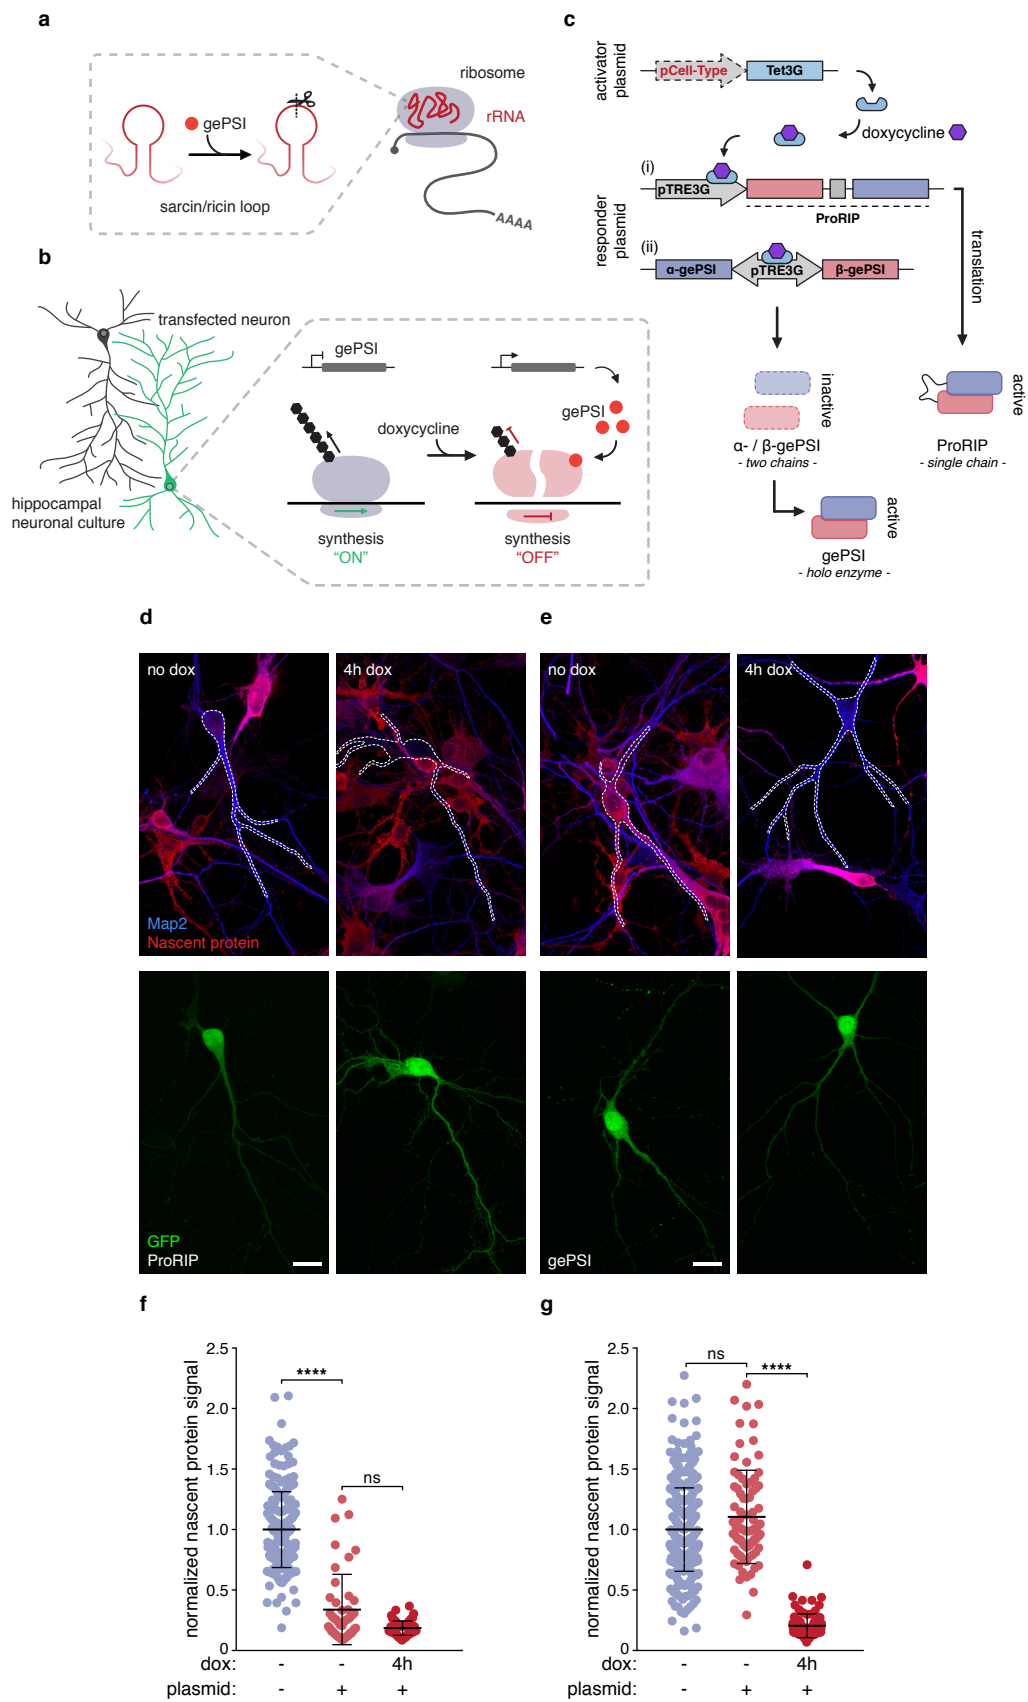 a
ribosome
gePSI
rRNA
sarcin/ricin loop
AAAA
b
transfected neuron
hippocampal
neuronal culture
gePSI
doxycycline
gePSI
synthesis
"ON"
synthesis
"OFF"
c
activator
plasmid
pCell-Type
Tet3G
doxycycline
responder
plasmid
(i)
pTRE3G
ProRIP
(ii)
α-gePSI
pTRE3G
β-gePSI
translation
inactive
α- / β-gePSI
- two chains -
active
ProRIP
- single chain -
active
gePSI
- holo enzyme -
d
no dox
4h dox
Map2
Nascent protein
GFP
ProRIP
e
no dox
4h dox
gePSI
f
normalized nascent protein signal
2.5
2.0
1.5
1.0
0.5
0
****
ns
dox: - - 4h
plasmid: - + +
g
normalized nascent protein signal
2.5
2.0
1.5
1.0
0.5
0
ns
****
- - 4h
- + +